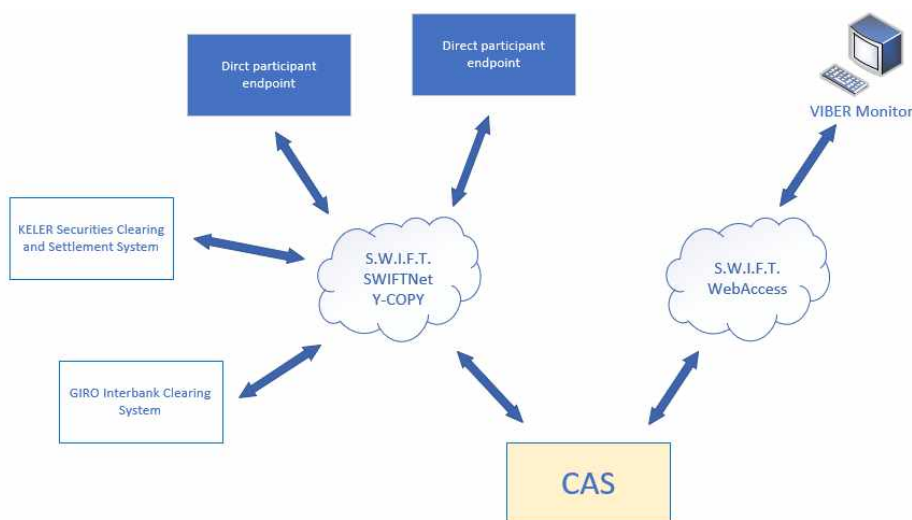 Dirct participant
endpoint
Direct participant
endpoint
VIBER Monitor
KELER Securities Clearing
and Settlement System
S.W.I.F.T.
SWIFTNet
Y-COPY
S.W.I.F.T.
WebAccess
GIRO Interbank Clearing
System
CAS